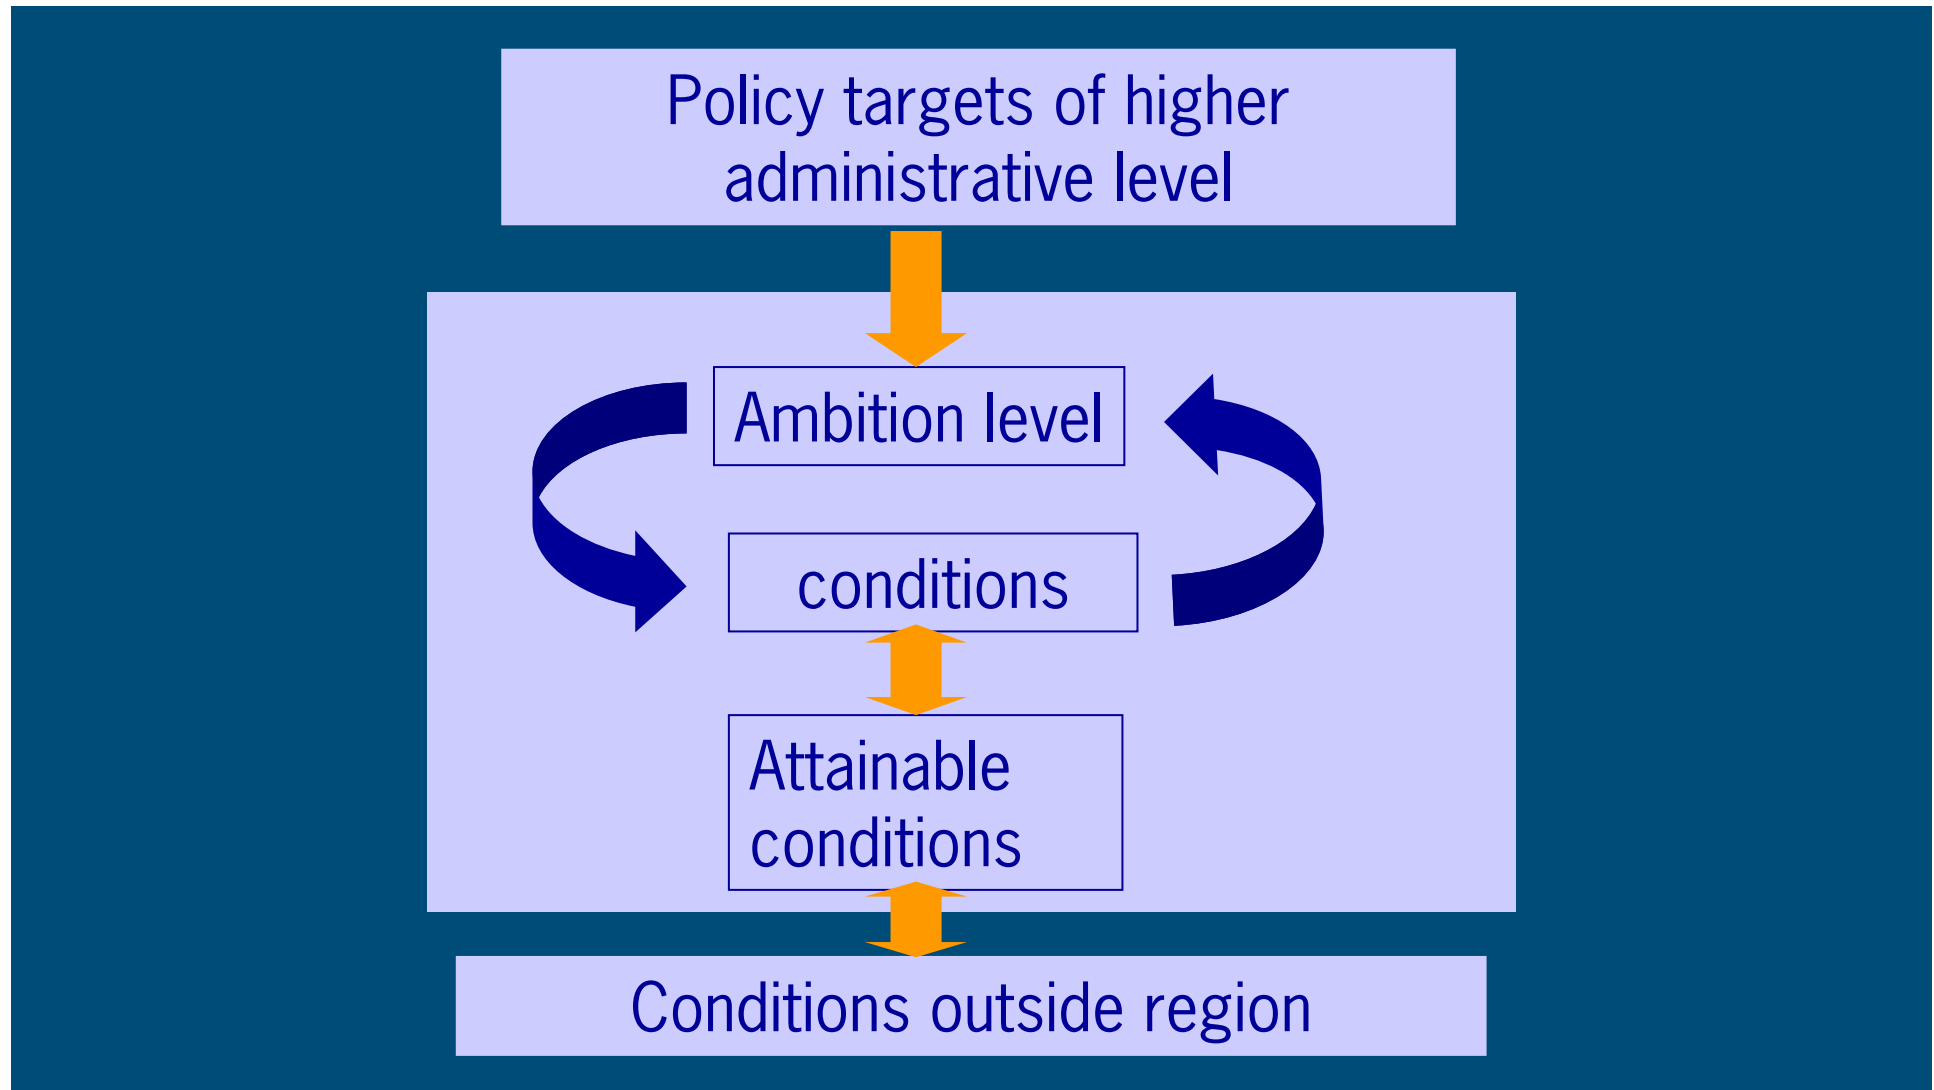 Policy targets of higher
administrative level
Ambition level
conditions
Attainable
conditions
Conditions outside region